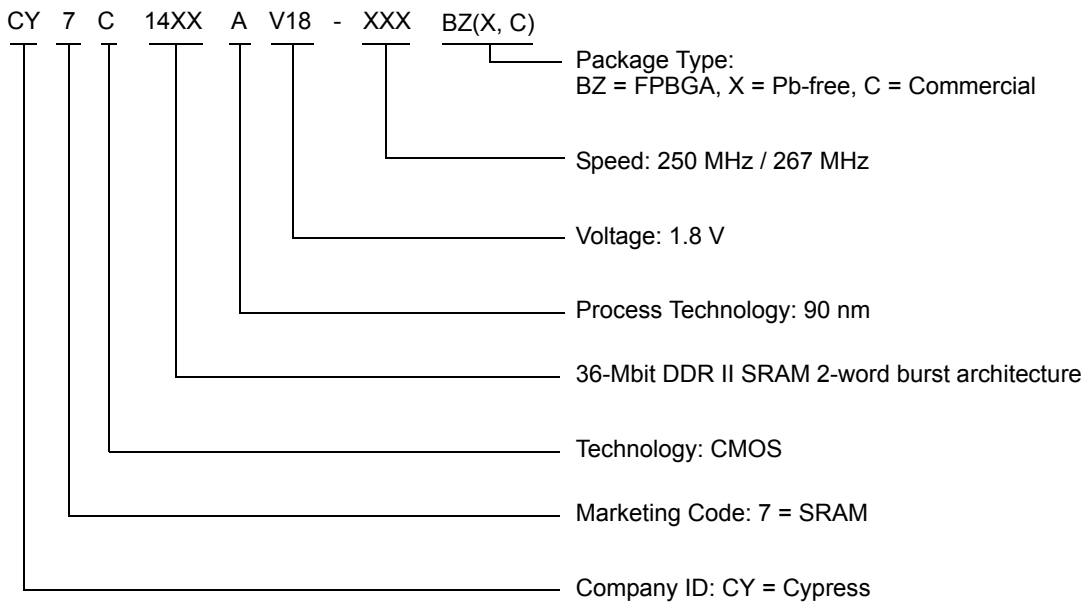 CY 7 C 14XX A V18 - XXX BZ(X, C)
Package Type:
BZ = FPBGA, X = Pb-free, C = Commercial
Speed: 250 MHz / 267 MHz
Voltage: 1.8 V
Process Technology: 90 nm
36-Mbit DDR II SRAM 2-word burst architecture
Technology: CMOS
Marketing Code: 7 = SRAM
Company ID: CY = Cypress